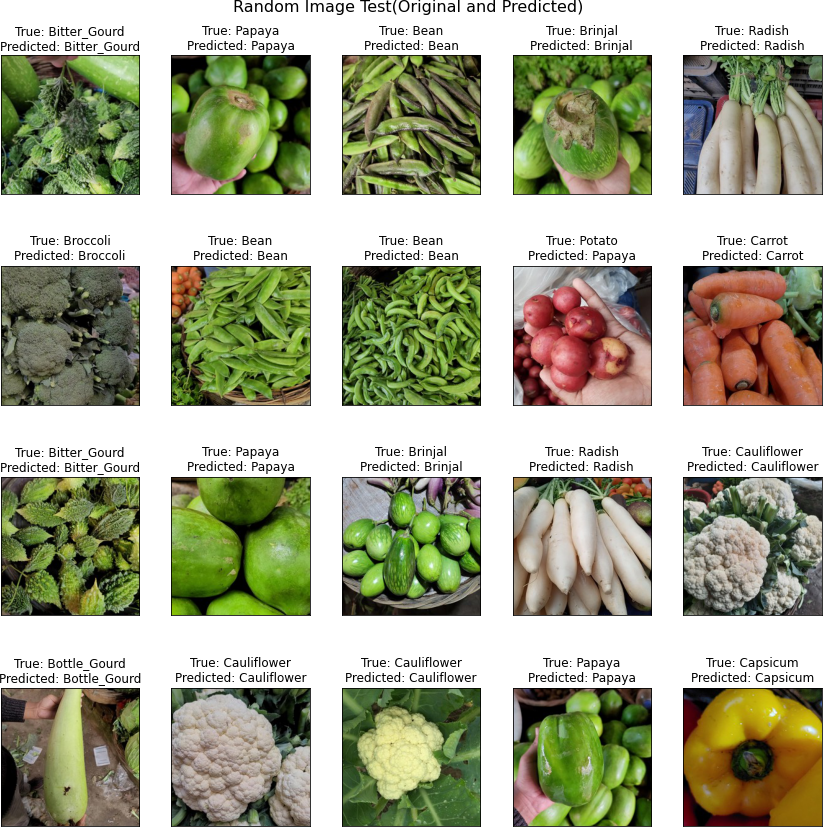 Random Image Test(Original and Predicted)
True: Bitter_Gourd
Predicted: Bitter_Gourd
True: Papaya
Predicted: Papaya
True: Bean
Predicted: Bean
True: Brinjal
Predicted: Brinjal
True: Radish
Predicted: Radish
True: Broccoli
Predicted: Broccoli
True: Bean
Predicted: Bean
True: Bean
Predicted: Bean
True: Potato
Predicted: Papaya
True: Carrot
Predicted: Carrot
True: Bitter_Gourd
Predicted: Bitter_Gourd
True: Papaya
Predicted: Papaya
True: Brinjal
Predicted: Brinjal
True: Radish
Predicted: Radish
True: Cauliflower
Predicted: Cauliflower
True: Bottle_Gourd
Predicted: Bottle_Gourd
True: Cauliflower
Predicted: Cauliflower
True: Cauliflower
Predicted: Cauliflower
True: Papaya
Predicted: Papaya
True: Capsicum
Predicted: Capsicum